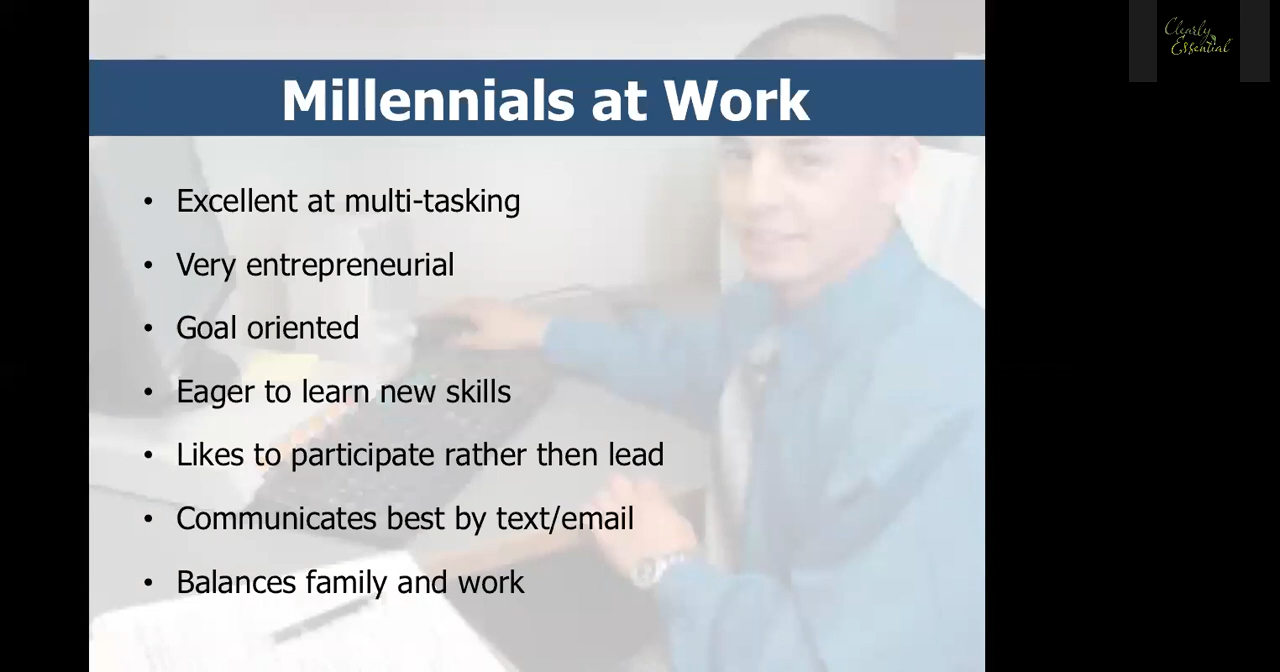 Clearly
Essential
Millennials at Work
• Excellent at multi-tasking
• Very entrepreneurial
• Goal oriented
• Eager to learn new skills
• Likes to participate rather then lead
• Communicates best by text/email
• Balances family and work